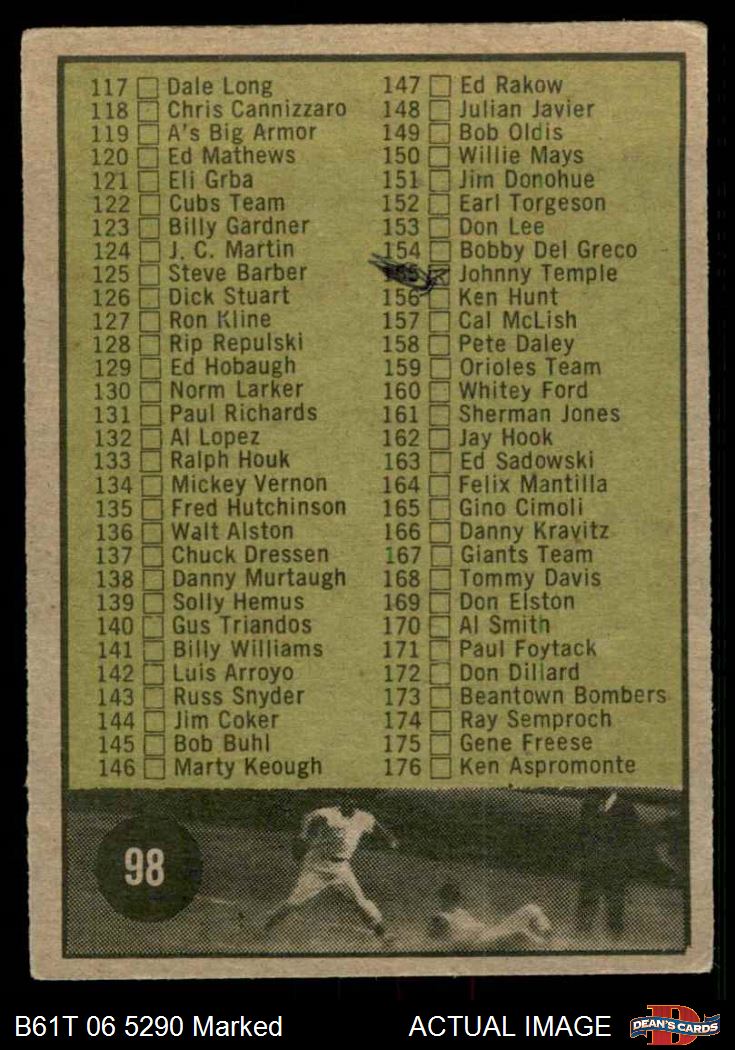 117 Dale Long
118 Chris Cannizzaro
119 A's Big Armor
120 Ed Mathews
121 Eli Grba
122 Cubs Team
123 Billy Gardner
124 J. C. Martin
125 Steve Barber
126 Dick Stuart
127 Ron Kline
128 Rip Repulski
129 Ed Hobaugh
130 Norm Larker
131 Paul Richards
132 Al Lopez
133 Ralph Houk
134 Mickey Vernon
135 Fred Hutchinson
136 Walt Alston
137 Chuck Dressen
138 Danny Murtaugh
139 Solly Hemus
140 Gus Triandos
141 Billy Williams
142 Luis Arroyo
143 Russ Snyder
144 Jim Coker
145 Bob Buhl
146 Marty Keough
147 Ed Rakow
148 Julian Javier
149 Bob Oldis
150 Willie Mays
151 Jim Donohue
152 Earl Torgeson
153 Don Lee
154 Bobby Del Greco
155 Johnny Temple
156 Ken Hunt
157 Cal McLish
158 Pete Daley
159 Orioles Team
160 Whitey Ford
161 Sherman Jones
162 Jay Hook
163 Ed Sadowski
164 Felix Mantilla
165 Gino Cimoli
166 Danny Kravitz
167 Giants Team
168 Tommy Davis
169 Don Elston
170 Al Smith
171 Paul Foytack
172 Don Dillard
173 Beantown Bombers
174 Ray Semproch
175 Gene Freese
176 Ken Aspromonte
98
B61T 06 5290 Marked
ACTUAL IMAGE
DEAN'S CARDS